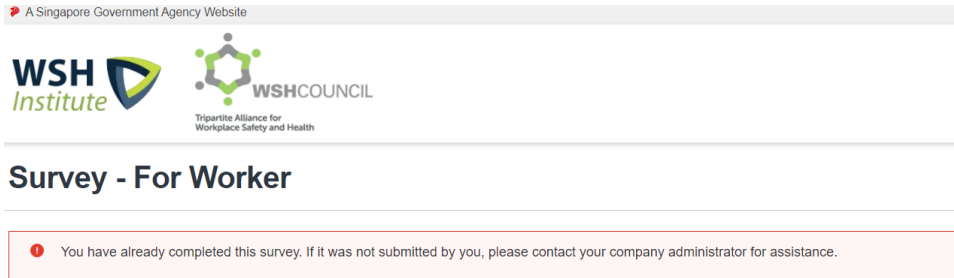 A Singapore Government Agency Website
WSH
Institute
WSHCOUNCIL
Tripartite Alliance for
Workplace Safety and Health
Survey - For Worker
You have already completed this survey. If it was not submitted by you, please contact your company administrator for assistance.